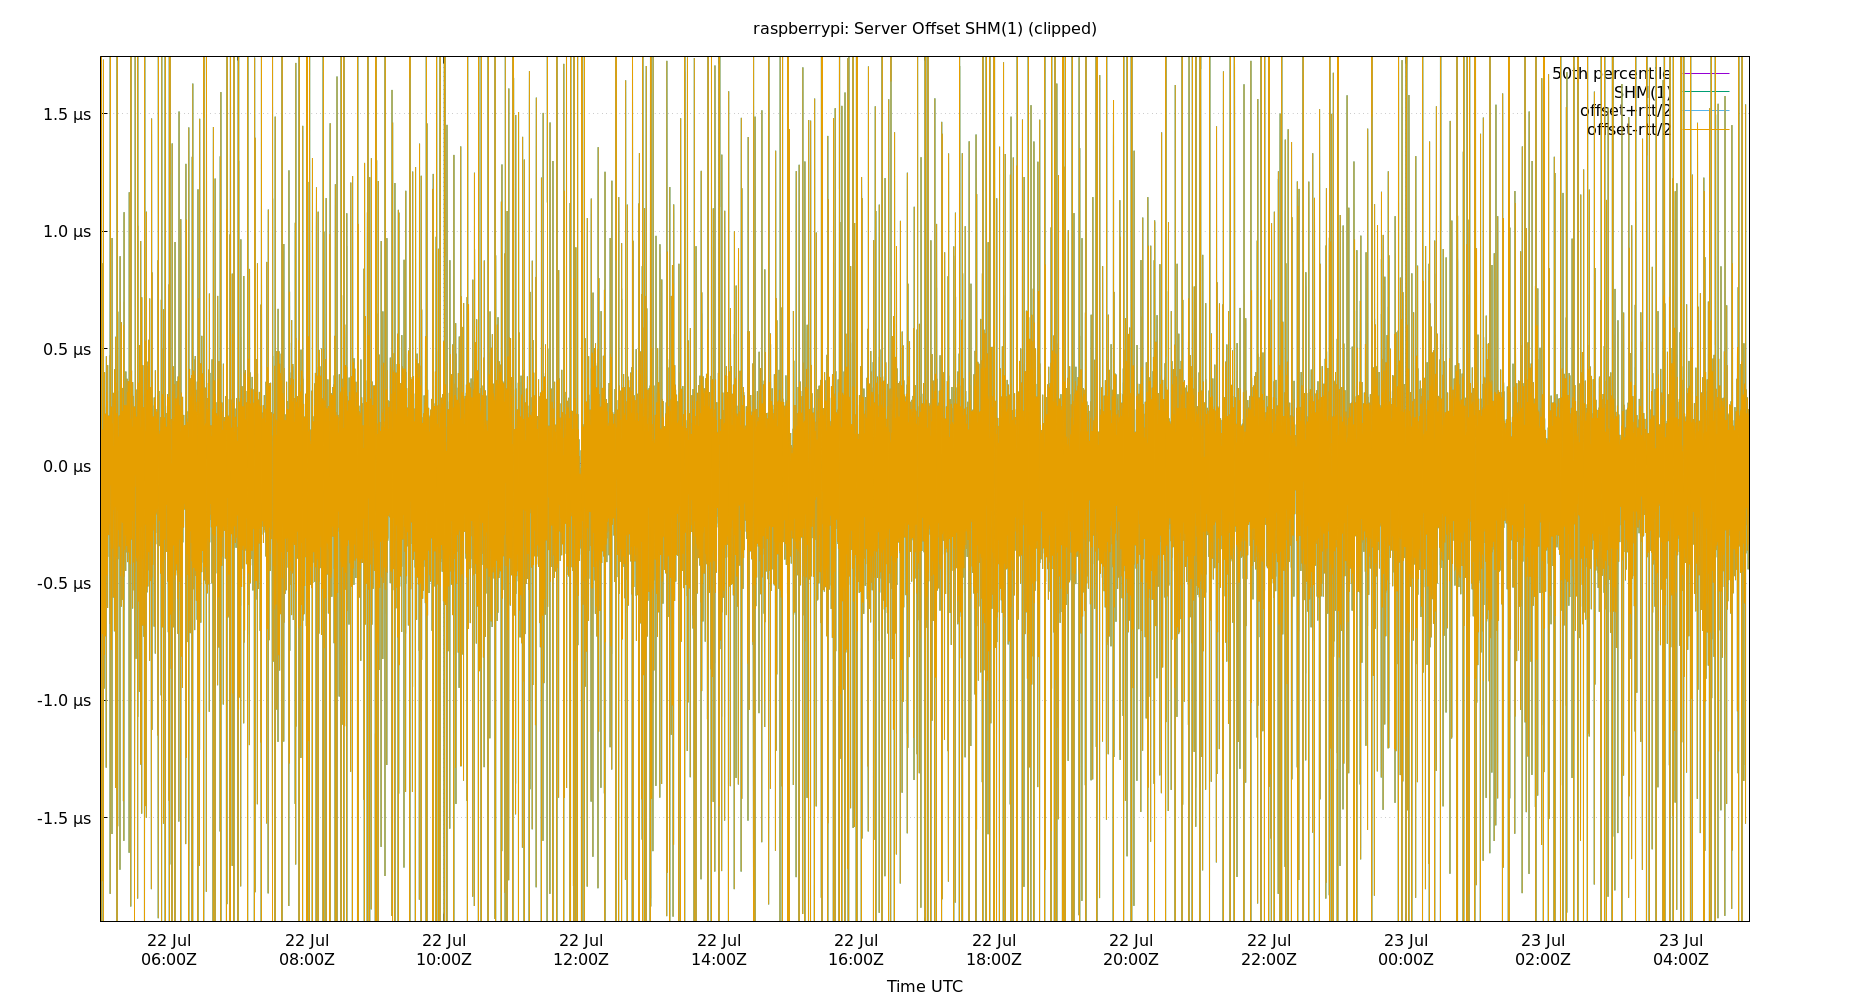 raspberrypi: Server Offset SHM(1) (clipped)
50th percentile
SHM(1)
offset+rtt/2
offset-rtt/2
1.5 µs
1.0 µs
0.5 µs
0.0 µs
-0.5 µs
-1.0 µs
-1.5 µs
22 Jul 22 Jul 22 Jul 22 Jul 22 Jul 22 Jul 22 Jul 22 Jul 22 Jul 23 Jul 23 Jul 23 Jul
06:00Z 08:00Z 10:00Z 12:00Z 14:00Z 16:00Z 18:00Z 20:00Z 22:00Z 00:00Z 02:00Z 04:00Z
Time UTC